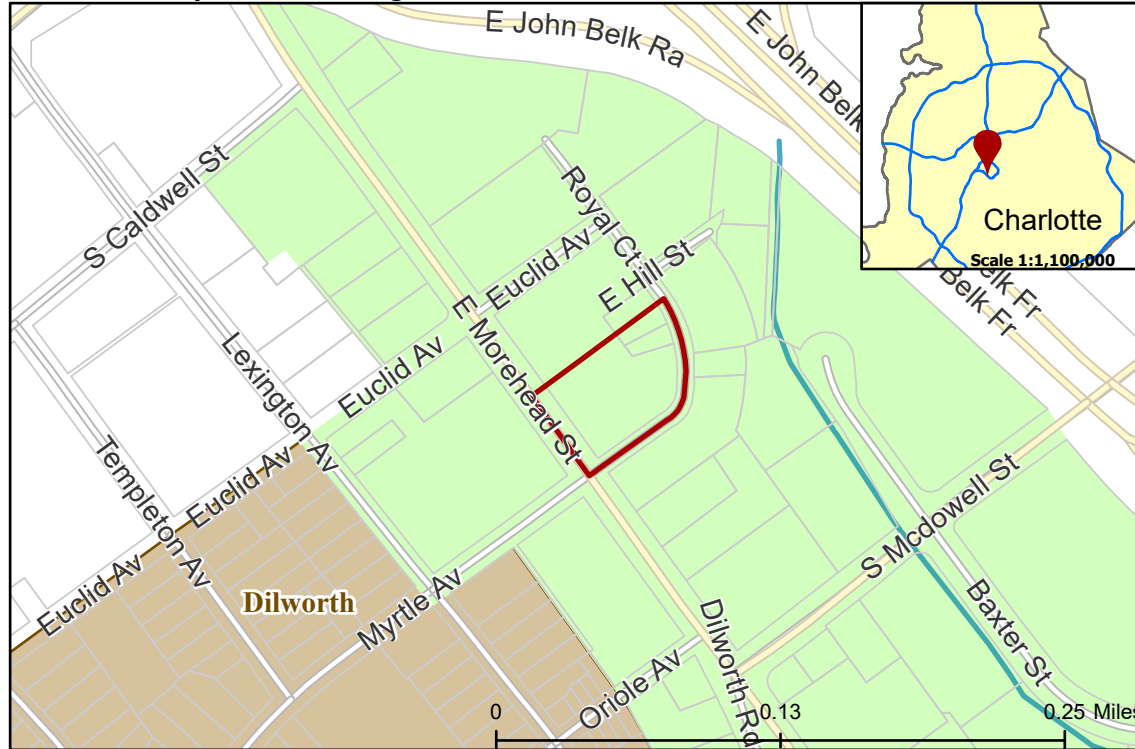 E John Belk Ra
E John Belk
S Caldwell St
Royal Ct
Euclid Av
E Hill St
Charlotte
Scale 1:1,100,000
Belk Fr
Belk Fr
E Morehead St
Lexington Av
Euclid Av
Templeton Av
Euclid Av
Euclid Av
S Mcdowell St
Dilworth
Myrtle Av
Baxter St
Dilworth Rd
Oriole Av
0
0.13
0.25 Miles